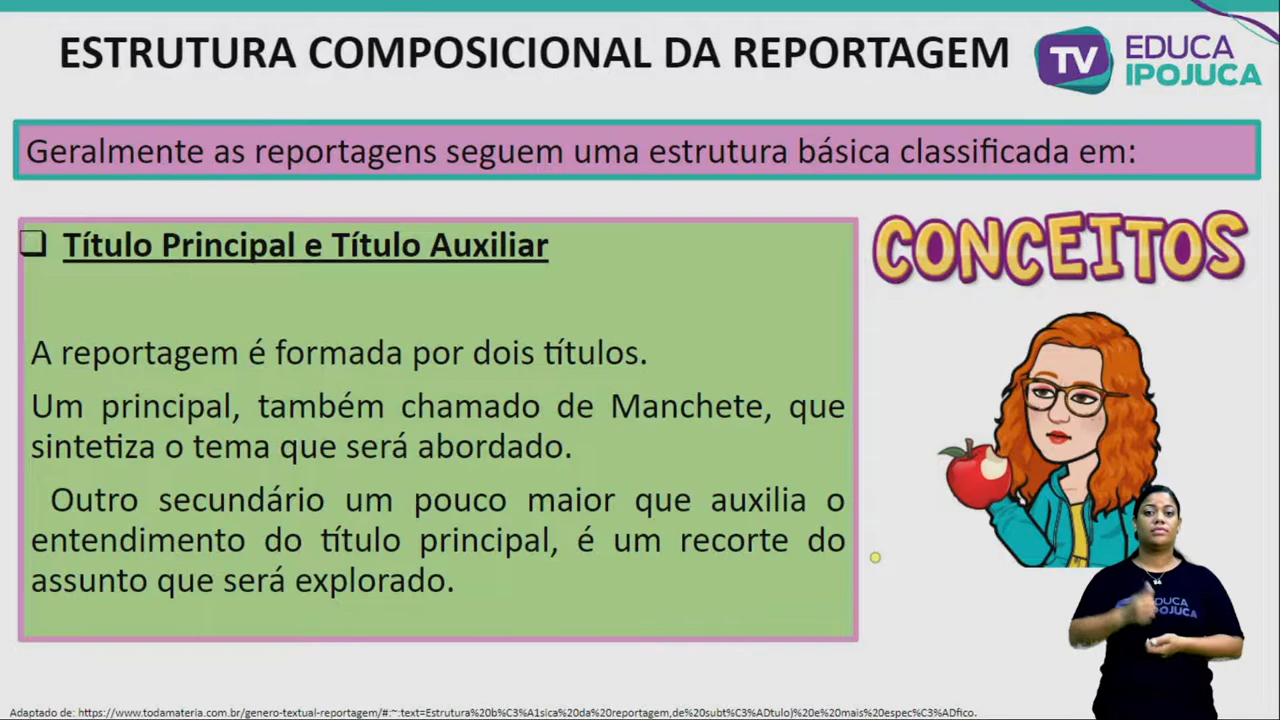 ESTRUTURA COMPOSICIONAL DA REPORTAGEM
TV EDUCA
IPOJUCA
Geralmente as reportagens seguem uma estrutura básica classificada em:
Título Principal e Título Auxiliar
CONCEITOS
A reportagem é formada por dois títulos.
Um principal, também chamado de Manchete, que
sintetiza o tema que será abordado.
Outro secundário um pouco maior que auxilia o
entendimento do título principal, é um recorte do
assunto que será explorado.
EDUCA
IPOJUCA
Adaptado de: https://www.todamateria.com.br/genero-textual-reportagem/#:~:text=Estrutura%20b%C3%A1sica%20da%20reportagem,de%20subt%C3%ADtulo)%20e%20mais%20espec%C3%ADfico.